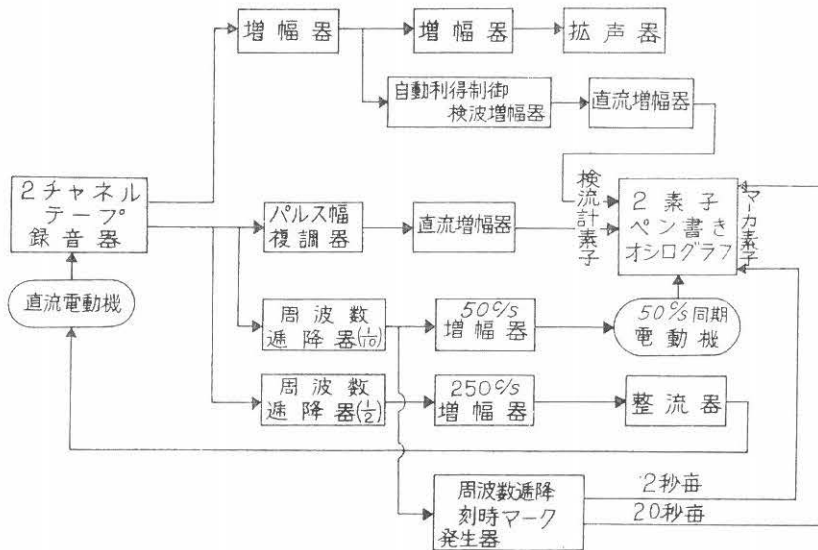 増幅器
増幅器
拡声器
自動利得制御
検波増幅器
直流増幅器
2チャネル
テープ
録音器
パルス幅
複調器
直流増幅器
検流計素子
2素子
ペン書き
オシログラフ
マーカ素子
直流電動機
周波数
逓降器(1/10)
50c/s
増幅器
50c/s同期
電動機
周波数
逓降器(1/2)
250c/s
増幅器
整流器
周波数逓降
刻時マーク
発生器
2秒毎
20秒毎